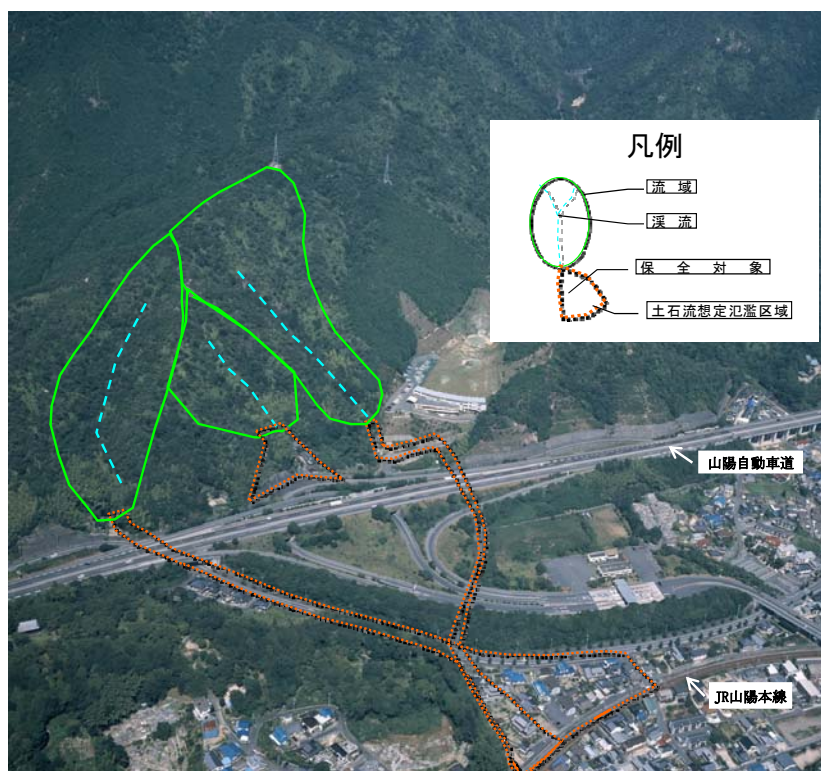 凡例
流域
渓流
保全対象
土石流想定氾濫区域
山陽自動車道
JR山陽本線